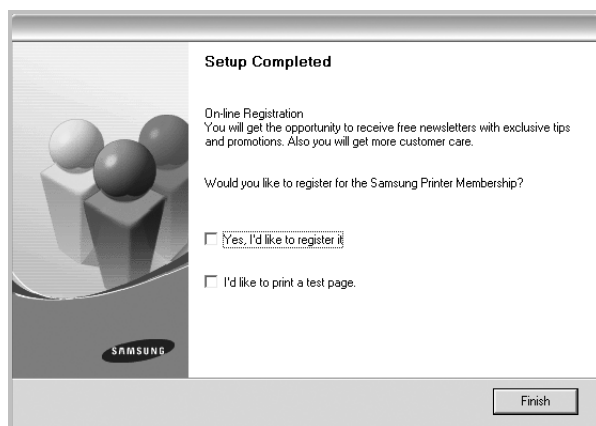 Setup Completed
On-line Registration
You will get the opportunity to receive free newsletters with exclusive tips
and promotions. Also you will get more customer care.
Would you like to register for the Samsung Printer Membership?
Yes, I'd like to register it
I'd like to print a test page.
SAMSUNG
Finish